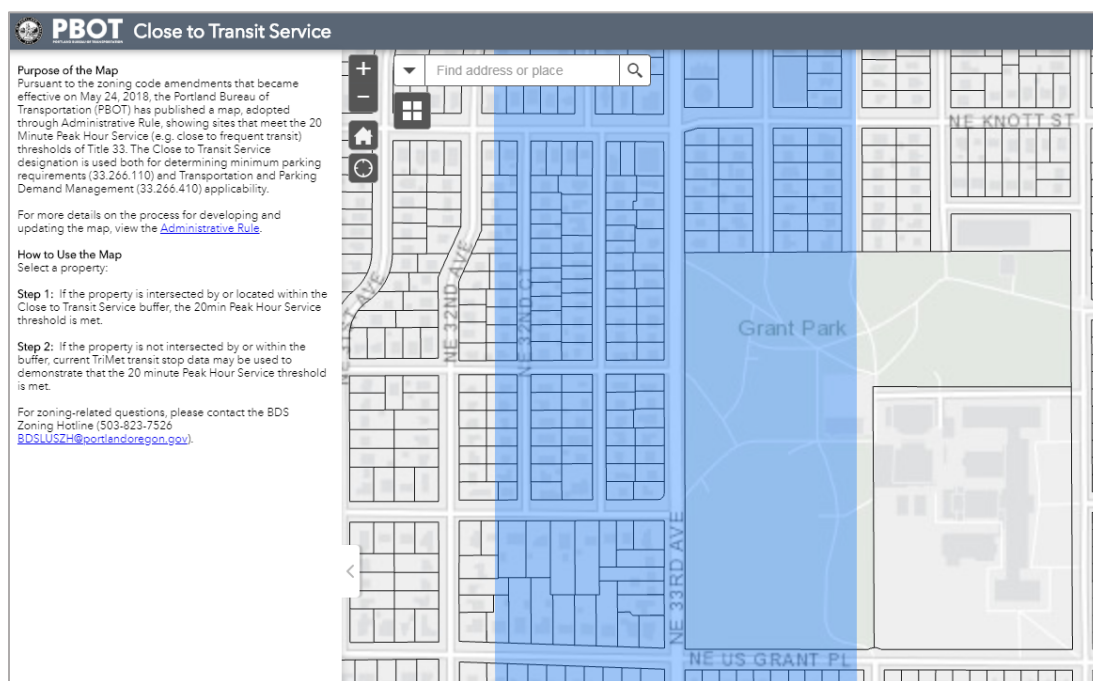 PBOT Close to Transit Service
PORTLAND BUREAU OF TRANSPORTATION
Purpose of the Map
Pursuant to the zoning code amendments that became
effective on May 24, 2018, the Portland Bureau of
Transportation (PBOT) has published a map, adopted
through Administrative Rule, showing sites that meet the 20
Minute Peak Hour Service (e.g. close to frequent transit)
thresholds of Title 33. The Close to Transit Service
designation is used both for determining minimum parking
requirements (33.266.110) and Transportation and Parking
Demand Management (33.266.410) applicability.
For more details on the process for developing and
updating the map, view the Administrative Rule.
How to Use the Map
Select a property:
Step 1: If the property is intersected by or located within the
Close to Transit Service buffer, the 20min Peak Hour Service
threshold is met.
Step 2: If the property is not intersected by or within the
buffer, current TriMet transit stop data may be used to
demonstrate that the 20 minute Peak Hour Service threshold
is met.
For zoning-related questions, please contact the BDS
Zoning Hotline (503-823-7526
BDSLUSZH@portlandoregon.gov).
+
−
Find address or place
NE KNOTT ST
NE 32ND AVE
NE 32ND CT
Grant Park
NE 33RD AVE
NE US GRANT PL